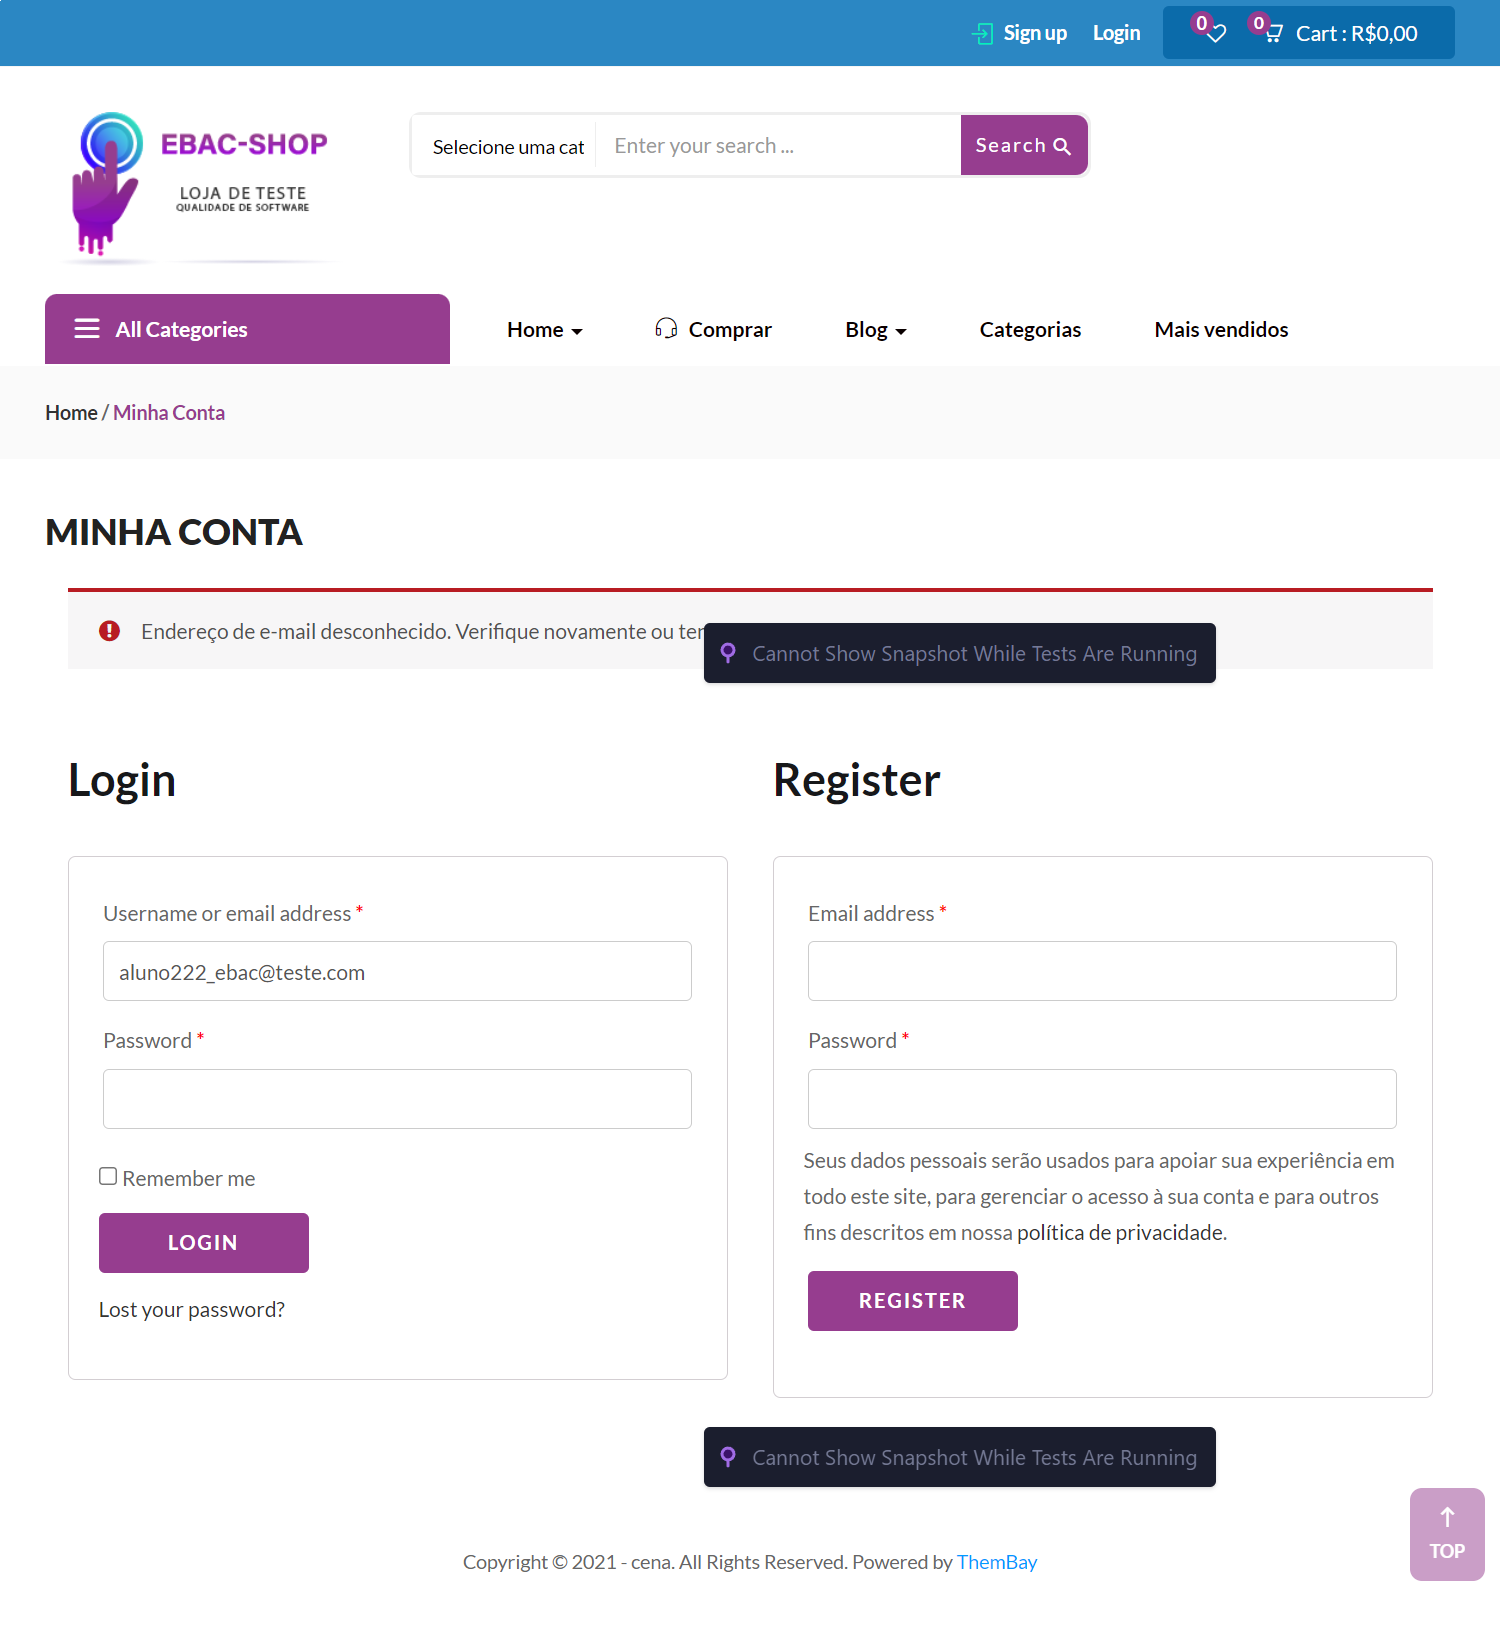 Sign up Login 0 0 Cart : R$0,00
EBAC-SHOP
LOJA DE TESTE
QUALIDADE DE SOFTWARE
Selecione uma cat Enter your search ... Search
All Categories Home Comprar Blog Categorias Mais vendidos
Home / Minha Conta
MINHA CONTA
Endereço de e-mail desconhecido. Verifique novamente ou
Cannot Show Snapshot While Tests Are Running
Login Register
Username or email address * Email address *
aluno222_ebac@teste.com
Password * Password *
Seus dados pessoais serão usados para apoiar sua experiência em
todo este site, para gerenciar o acesso à sua conta e para outros
fins descritos em nossa política de privacidade.
Remember me
LOGIN
REGISTER
Lost your password?
Cannot Show Snapshot While Tests Are Running
TOP
Copyright © 2021 - cena. All Rights Reserved. Powered by ThemBay